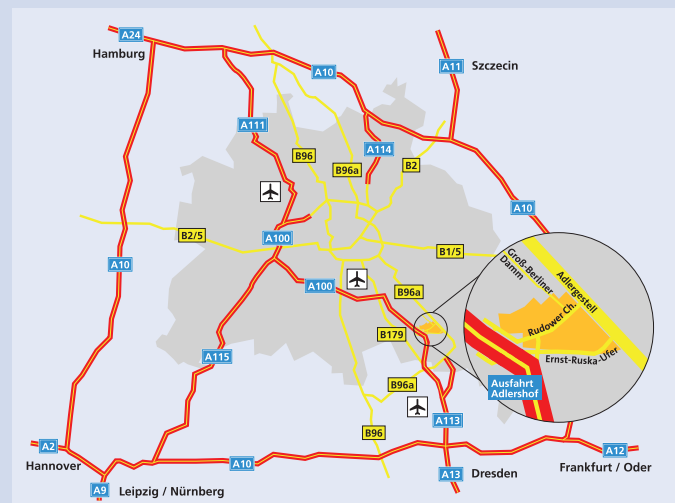 A24
Hamburg
A10
A11
Szczecin
A111
B96
B96a
A114
B2
A10
B2/5
A100
B1/5
A10
A100
B96a
Groß-Berliner
Damm
Adlergestell
Rudower Ch.
Ernst-Ruska-Ufer
B179
A115
B96a
Ausfahrt
Adlershof
A113
B96
A2
Hannover
A10
A12
Frankfurt / Oder
A9
Leipzig / Nürnberg
A13
Dresden